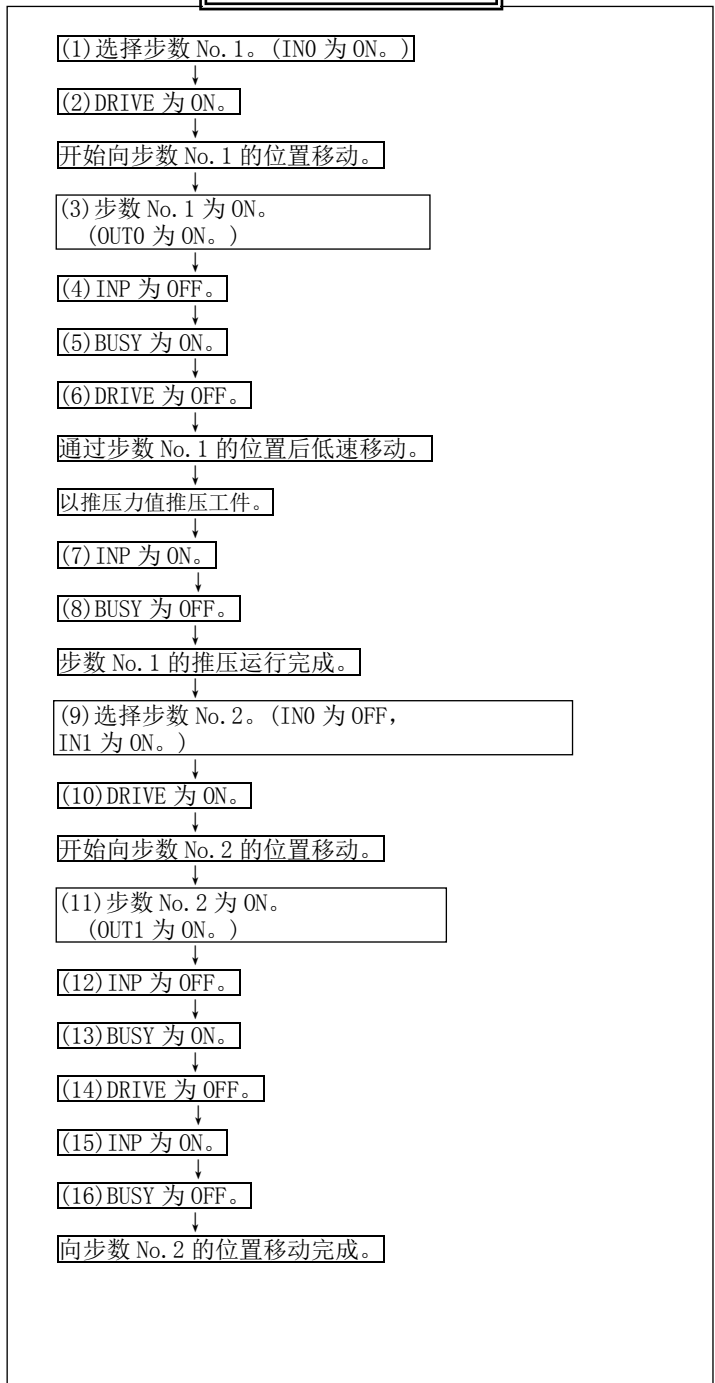 (1)选择步数 No.1。(IN0 为 ON。)
↓
(2)DRIVE 为 ON。
↓
开始向步数 No.1 的位置移动。
↓
(3)步数 No.1 为 ON。
(OUT0 为 ON。)
↓
(4)INP 为 OFF。
↓
(5)BUSY 为 ON。
↓
(6)DRIVE 为 OFF。
↓
通过步数 No.1 的位置后低速移动。
↓
以推压力值推压工件。
↓
(7)INP 为 ON。
↓
(8)BUSY 为 OFF。
↓
步数 No.1 的推压运行完成。
↓
(9)选择步数 No.2。(IN0 为 OFF,
IN1 为 ON。)
↓
(10)DRIVE 为 ON。
↓
开始向步数 No.2 的位置移动。
↓
(11)步数 No.2 为 ON。
(OUT1 为 ON。)
↓
(12)INP 为 OFF。
↓
(13)BUSY 为 ON。
↓
(14)DRIVE 为 OFF。
↓
(15)INP 为 ON。
↓
(16)BUSY 为 OFF。
↓
向步数 No.2 的位置移动完成。